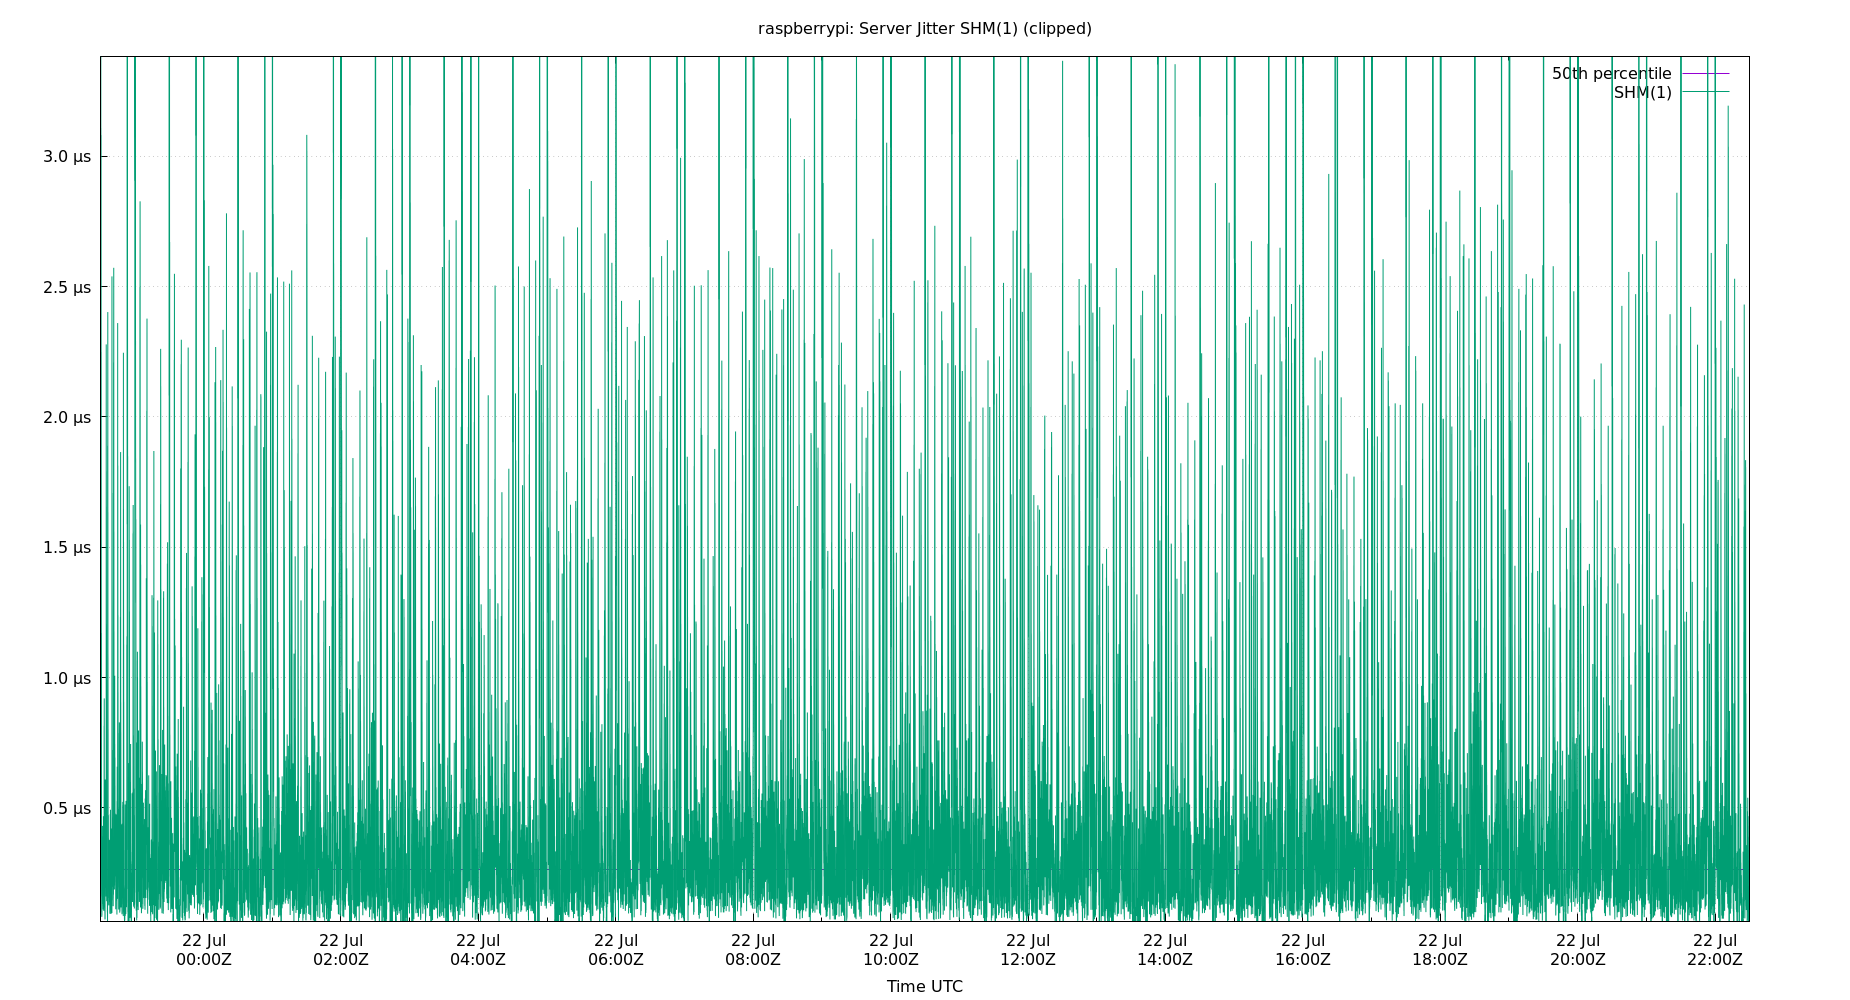 raspberrypi: Server Jitter SHM(1) (clipped)
50th percentile
SHM(1)
3.0 µs
2.5 µs
2.0 µs
1.5 µs
1.0 µs
0.5 µs
22 Jul 22 Jul 22 Jul 22 Jul 22 Jul 22 Jul 22 Jul 22 Jul 22 Jul 22 Jul 22 Jul 22 Jul
00:00Z 02:00Z 04:00Z 06:00Z 08:00Z 10:00Z 12:00Z 14:00Z 16:00Z 18:00Z 20:00Z 22:00Z
Time UTC